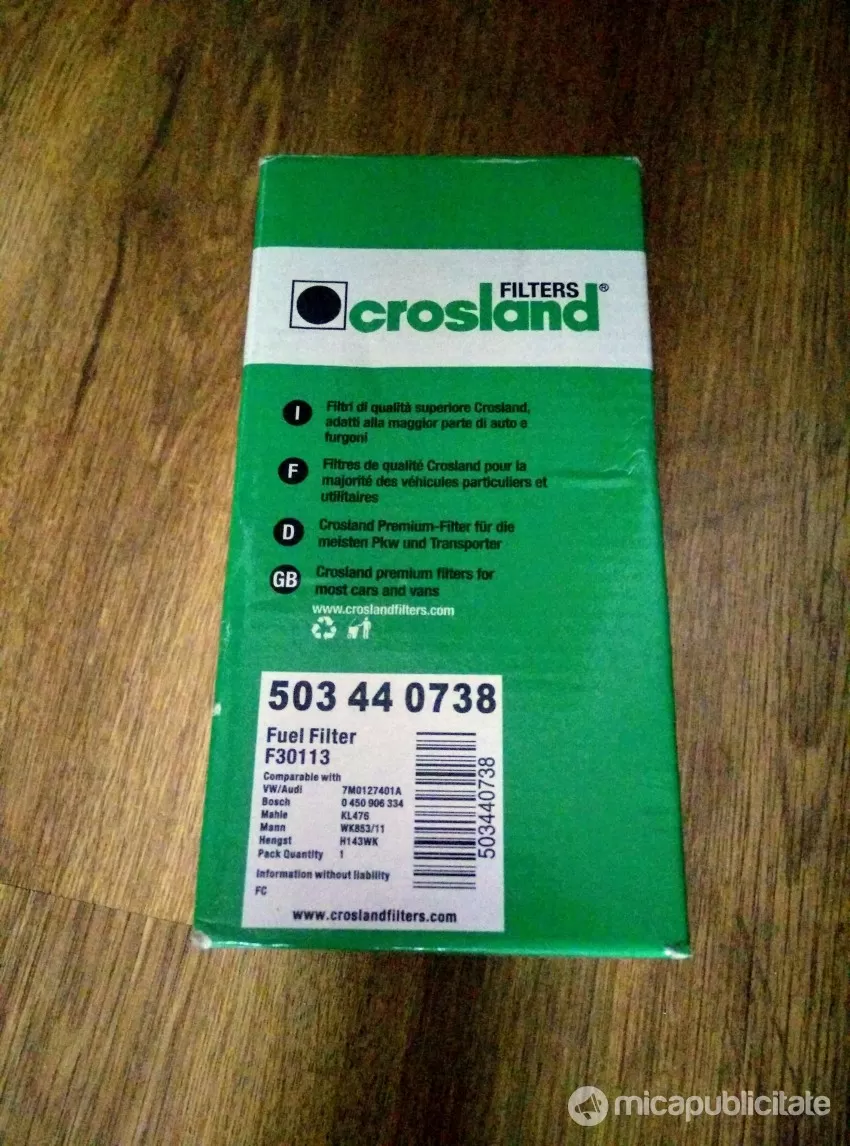 FILTERS®
crosland
I Filtri di qualità superiore Crosland,
adatti alla maggior parte di auto e
furgoni
F Filtres de qualité Crosland pour la
majorité des véhicules particuliers et
utilitaires
D Crosland Premium-Filter für die
meisten Pkw und Transporter
GB Crosland premium filters for
most cars and vans
www.croslandfilters.com
503 44 0738
Fuel Filter
F30113
Comparable with
VW/Audi 7M0127401A
Bosch 0 450 906 334
Mahle KL476
Mann WK853/11
Hengst H143WK
Pack Quantity 1
Information without liability
FC
www.croslandfilters.com
503440738
micapublicitate